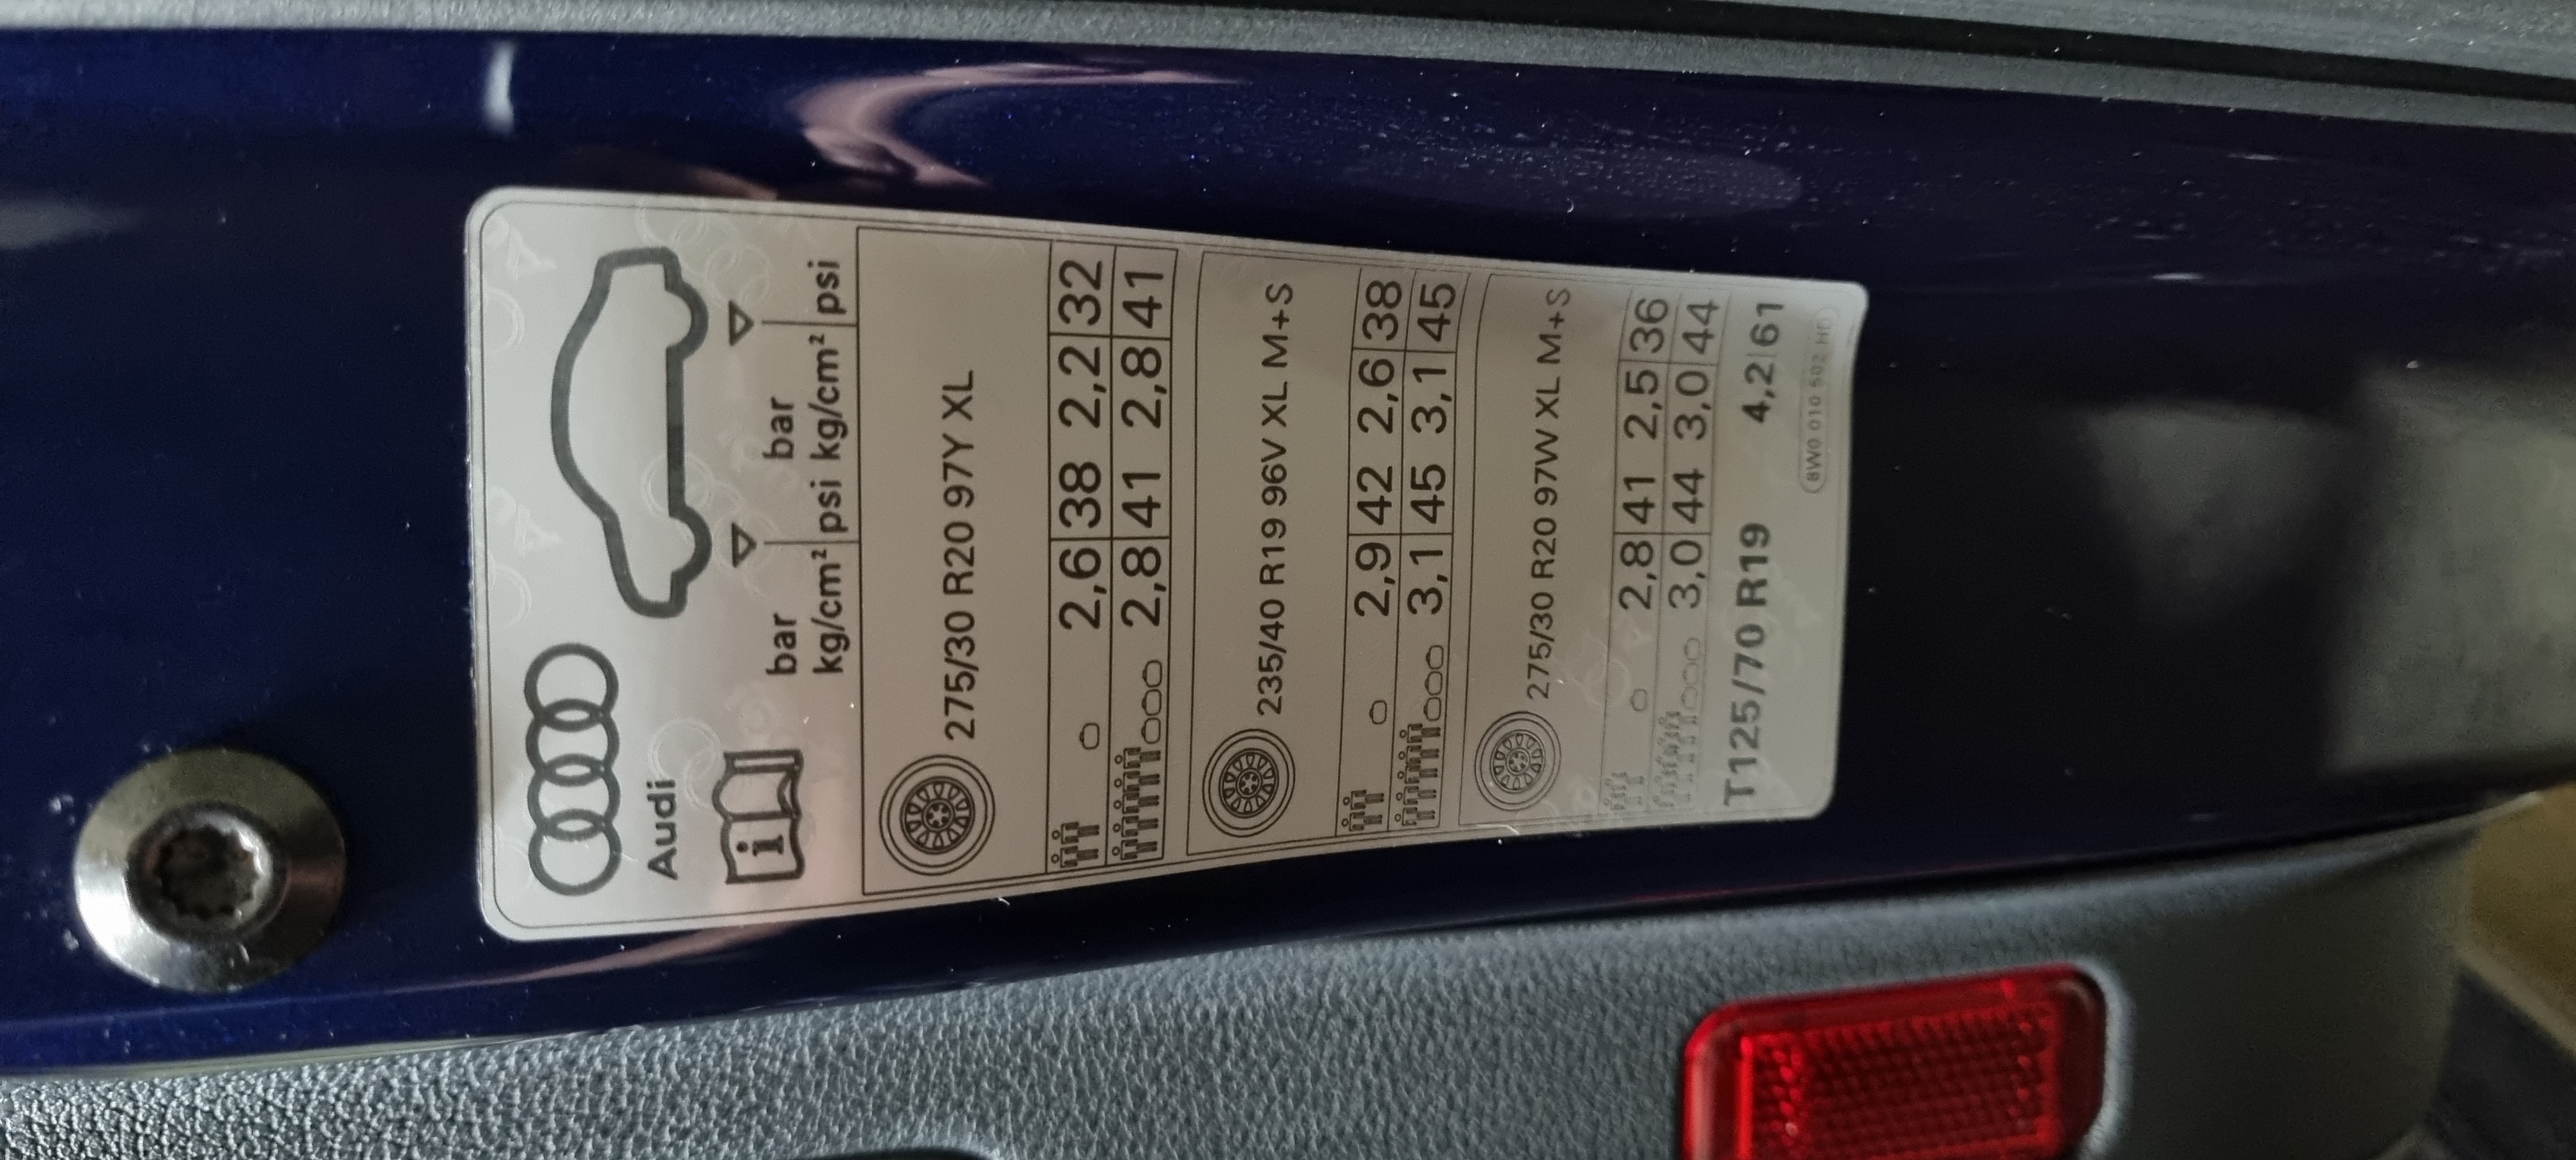 Audi
i
bar bar
kg/cm² psi kg/cm² psi
275/30 R20 97Y XL
2,6 38 2,2 32
2,8 41 2,8 41
235/40 R19 96V XL M+S
2,9 42 2,6 38
3,1 45 3,1 45
275/30 R20 97W XL M+S
2,8 41 2,5 36
3,0 44 3,0 44
T125/70 R19 4,2 61
8W0 010 502